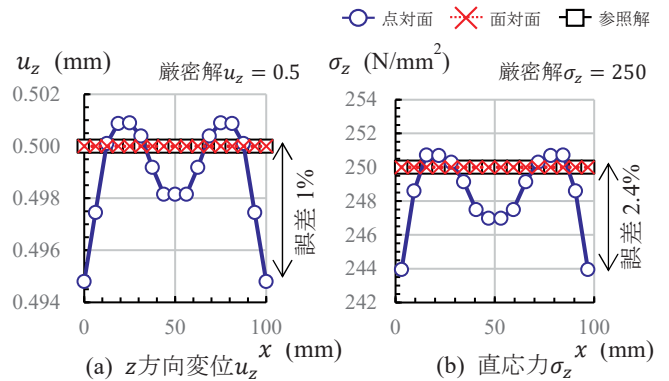 点対面 面対面 参照解
u_z (mm) 厳密解u_z = 0.5
0.502
0.500
0.498
0.496
0.494
0 50 100
x (mm)
誤差 1%
(a) z方向変位u_z
σ_z (N/mm²) 厳密解σ_z = 250
254
252
250
248
246
244
242
0 50 100
x (mm)
誤差 2.4%
(b) 直応力σ_z